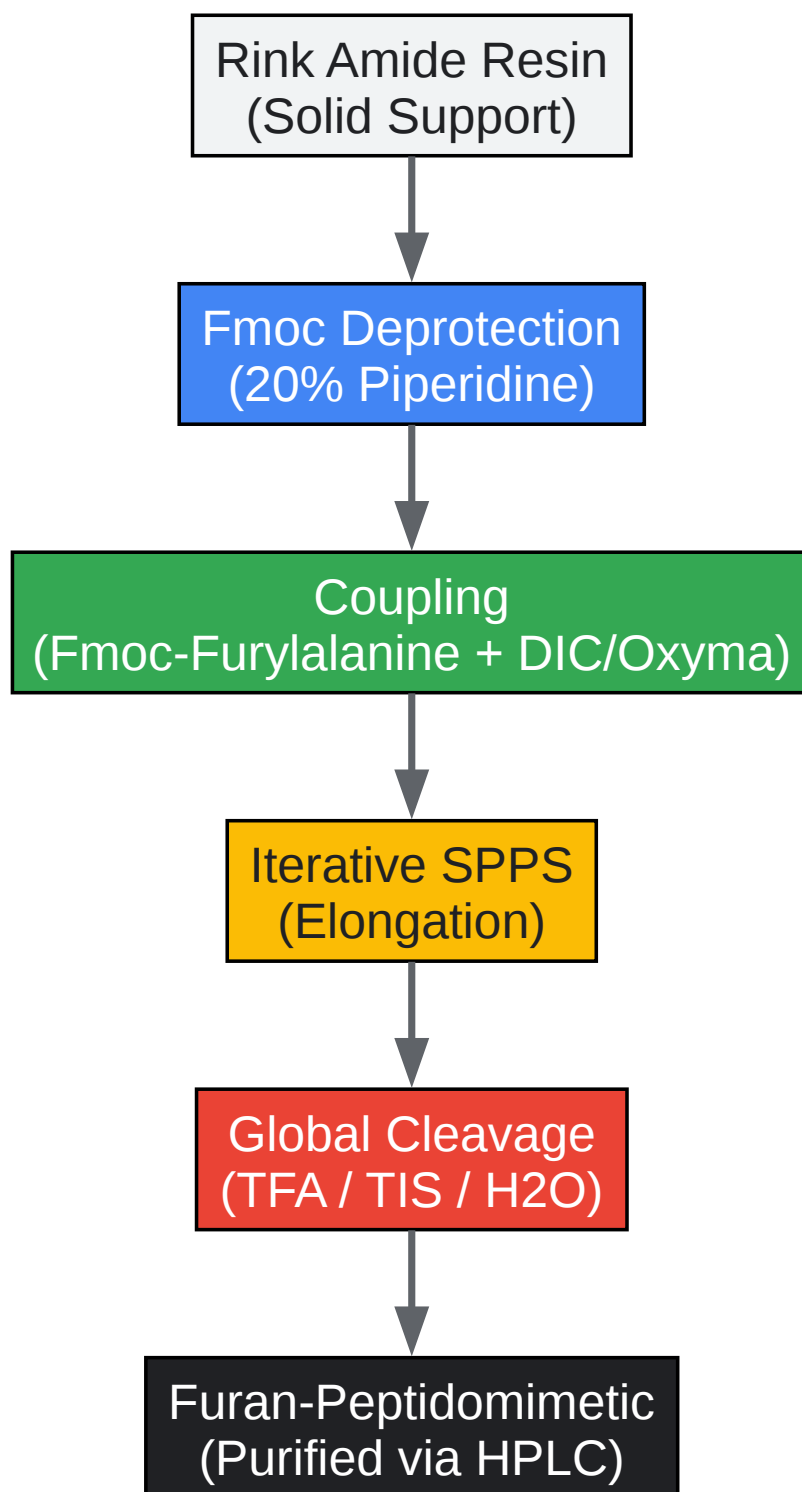 Rink Amide Resin
(Solid Support)
Fmoc Deprotection
(20% Piperidine)
Coupling
(Fmoc-Furylalanine + DIC/Oxyma)
Iterative SPPS
(Elongation)
Global Cleavage
(TFA / TIS / H2O)
Furan-Peptidomimetic
(Purified via HPLC)